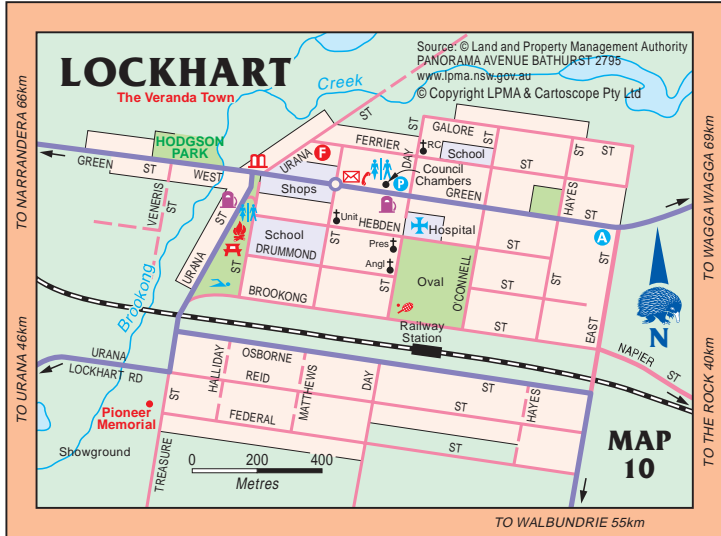 LOCKHART
The Veranda Town
Source: © Land and Property Management Authority
PANORAMA AVENUE BATHURST 2795
www.lpma.nsw.gov.au
© Copyright LPMA & Cartoscope Pty Ltd
TO NARRANDERA 66km
TO URANA 46km
TO WAGGA WAGGA 69km
TO THE ROCK 40km
TO WALBUNDRIE 55km
Creek
Brookong
HODGSON
PARK
GREEN ST WEST
VENERIS ST
URANA ST
F
FERRIER ST
ST
GALORE ST
RC
School
DAY ST
Council
Chambers
P
Shops
GREEN ST
HAYES ST
A
Unit
HEBDEN ST
Hospital
School
DRUMMOND ST
Pres
Angl
Oval
O'CONNELL ST
URANA ST
ST
BROOKONG ST
ST
Railway
Station
EAST ST
NAPIER ST
N
URANA
LOCKHART RD
HALLIDAY ST
OSBORNE ST
REID ST
MATTHEWS
DAY
HAYES
FEDERAL ST
TREASURE ST
Pioneer
Memorial
Showground
0 200 400
Metres
MAP
10